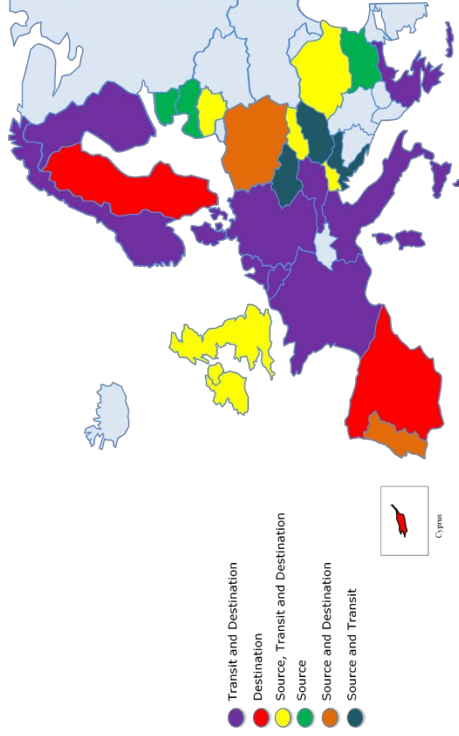 Transit and Destination
Destination
Source, Transit and Destination
Source
Source and Destination
Source and Transit
Cyprus